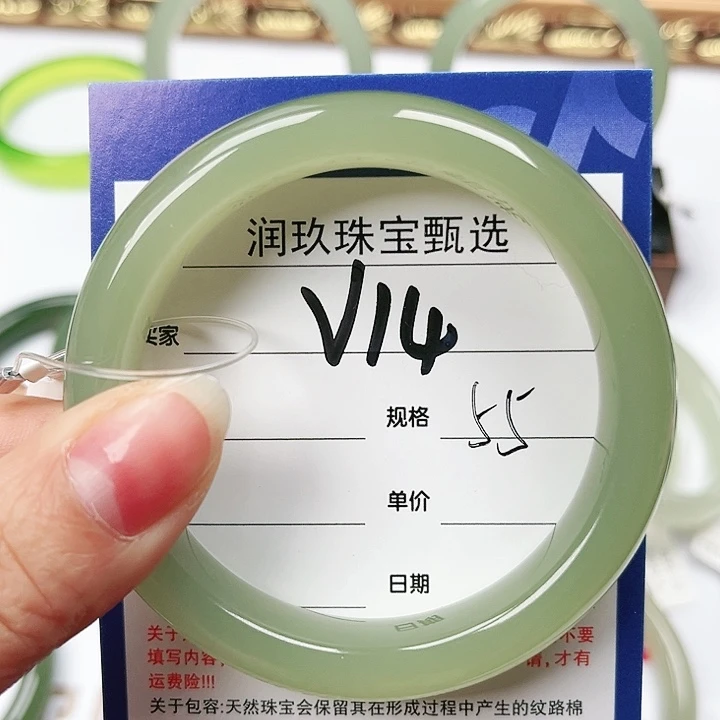 润玖珠宝甄选
V14
买家
规格 55
单价
日期
关于
不要
填写内容,
请,才有
运费险!!!
关于包容:天然珠宝会保留其在形成过程中产生的纹路棉